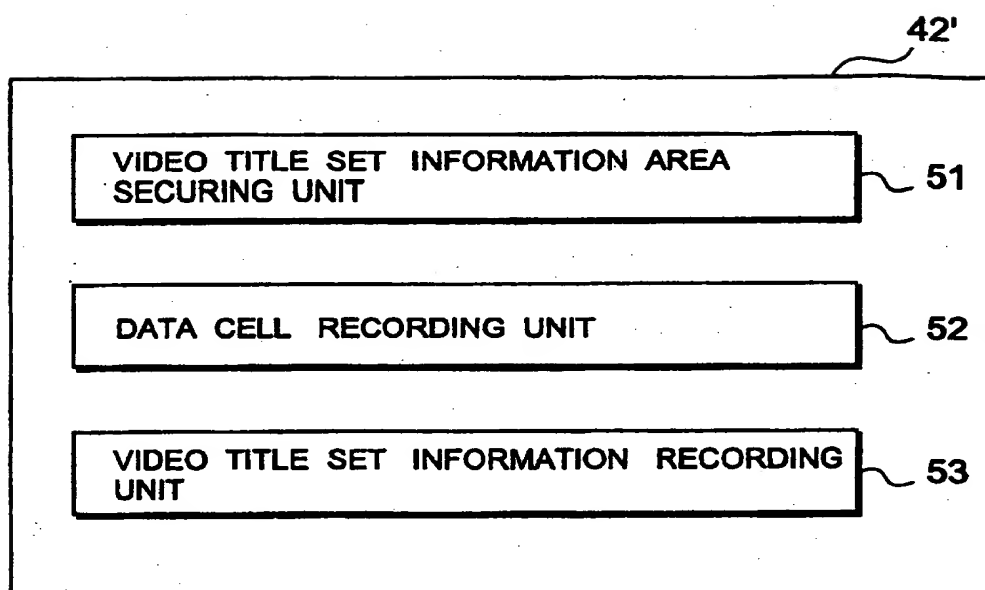 42'
VIDEO TITLE SET INFORMATION AREA
SECURING UNIT
51
DATA CELL RECORDING UNIT
52
VIDEO TITLE SET INFORMATION RECORDING
UNIT
53